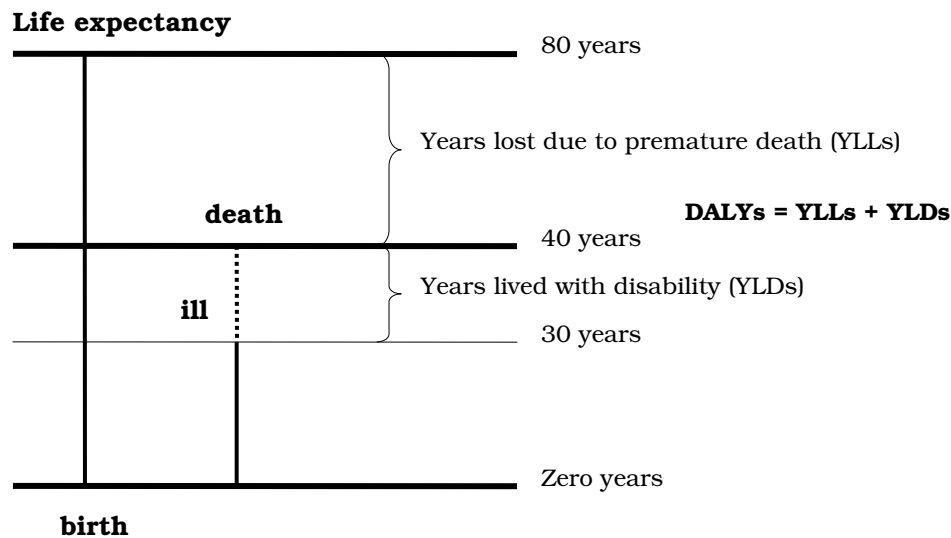 Life expectancy
80 years
Years lost due to premature death (YLLs)
death
DALYs = YLLs + YLDs
40 years
Years lived with disability (YLDs)
ill
30 years
Zero years
birth